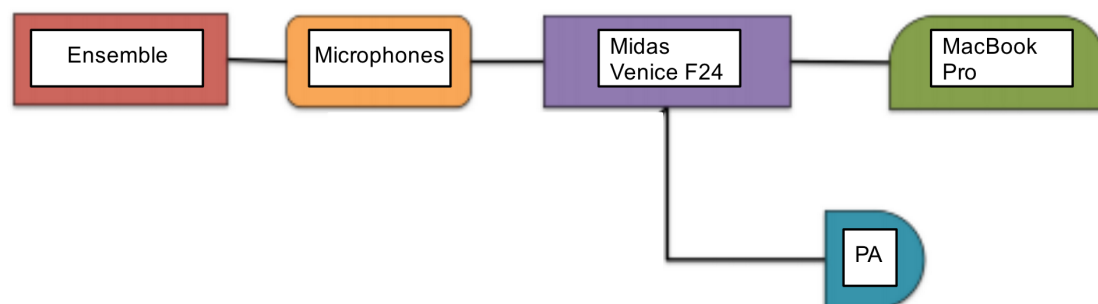 Ensemble
Microphones
Midas
Venice F24
MacBook
Pro
PA